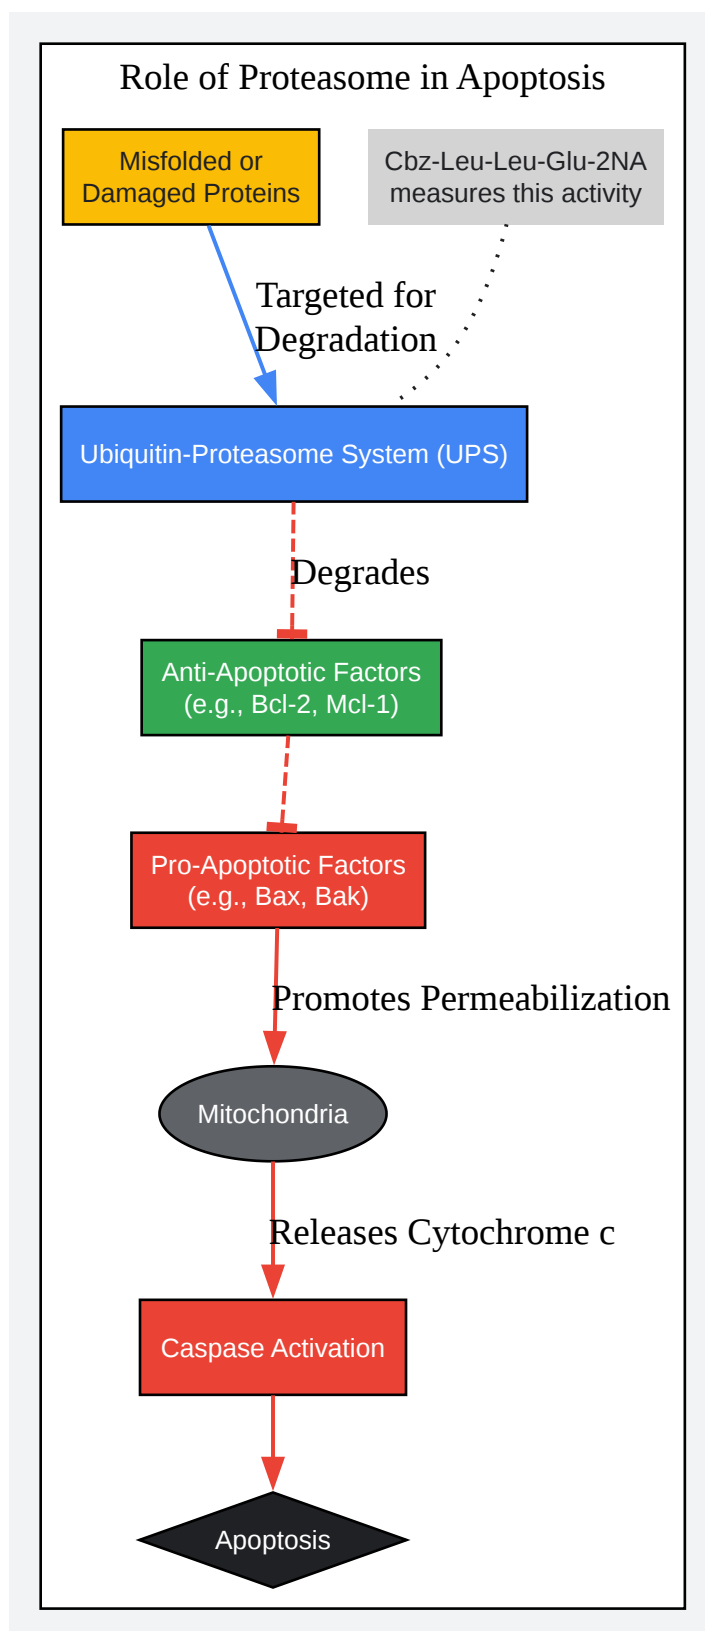 Role of Proteasome in Apoptosis
Misfolded or
Damaged Proteins
Cbz-Leu-Leu-Glu-2NA
measures this activity
Targeted for
Degradation
Ubiquitin-Proteasome System (UPS)
Degrades
Anti-Apoptotic Factors
(e.g., Bcl-2, Mcl-1)
Pro-Apoptotic Factors
(e.g., Bax, Bak)
Promotes Permeabilization
Mitochondria
Releases Cytochrome c
Caspase Activation
Apoptosis